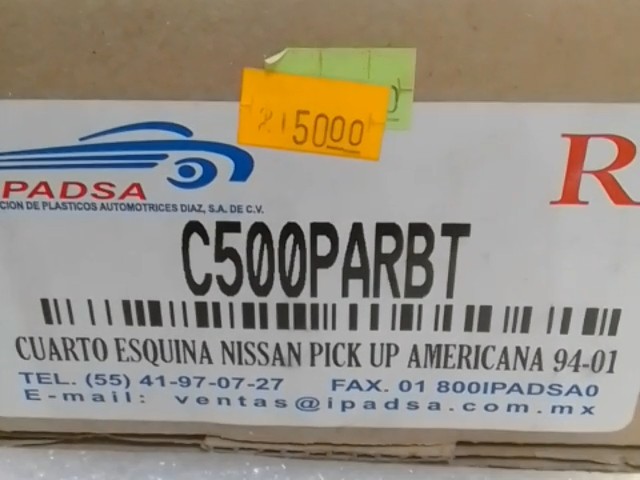 5000
R
IPADSA
CION DE PLASTICOS AUTOMOTRICES DIAZ, S.A. DE C.V.
C500PARBT
CUARTO ESQUINA NISSAN PICK UP AMERICANA 94-01
TEL. (55) 41-97-07-27 FAX. 01 800IPADSA0
E-mail: ventas@ipadsa.com.mx